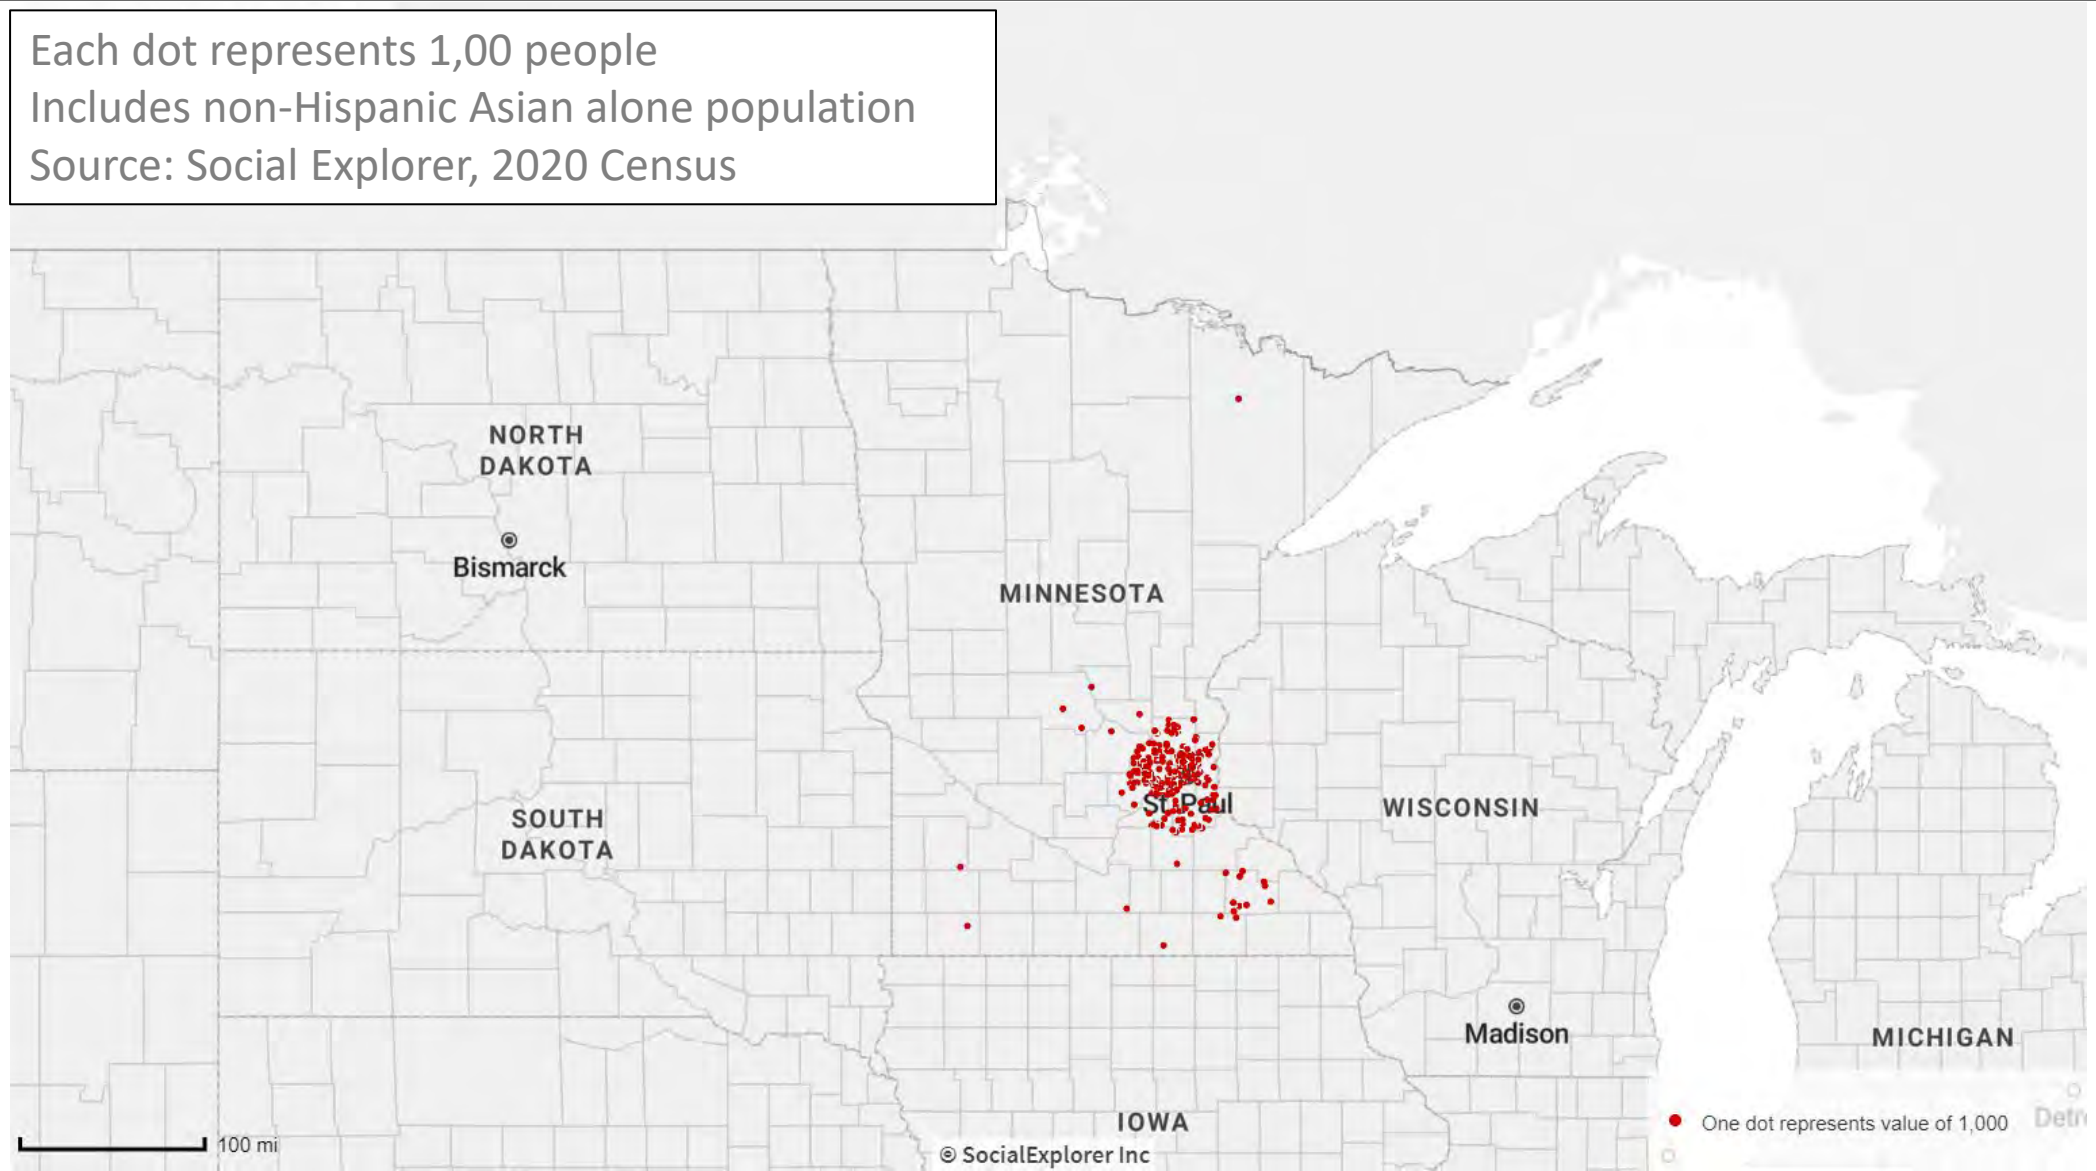 Each dot represents 1,00 people
Includes non-Hispanic Asian alone population
Source: Social Explorer, 2020 Census
NORTH
DAKOTA
Bismarck
MINNESOTA
SOUTH
DAKOTA
St. Paul
WISCONSIN
Madison
MICHIGAN
IOWA
One dot represents value of 1,000
Detr
100 mi
© SocialExplorer Inc